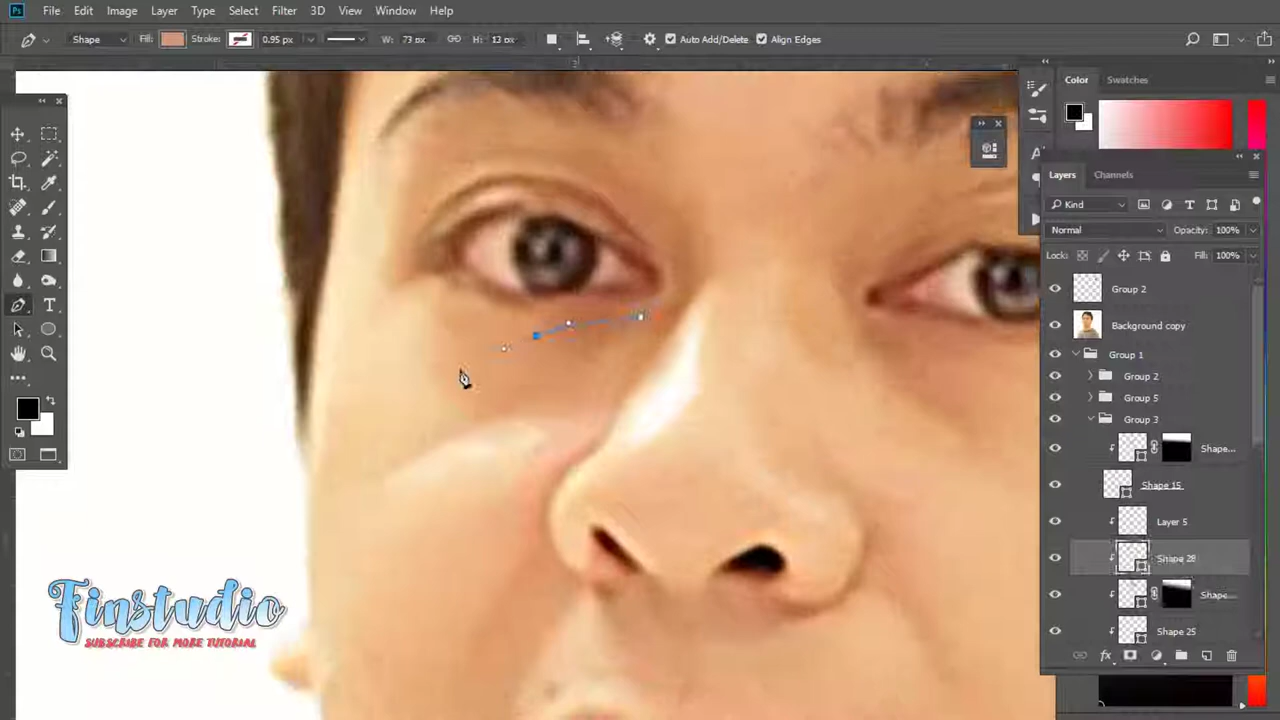 Ps File Edit Image Layer Type Select Filter 3D View Window Help
Shape Fill: Stroke: 0.95 px W: 73 px H: 13 px Auto Add/Delete Align Edges
Color Swatches
Layers Channels
Kind
Normal Opacity: 100%
Lock: Fill: 100%
Group 2
Background copy
Group 1
Group 2
Group 5
Group 3
Shape...
Shape 15
Layer 5
Shape 28
Shape...
Shape 25
fx
Finstudio
SUBSCRIBE FOR MORE TUTORIAL